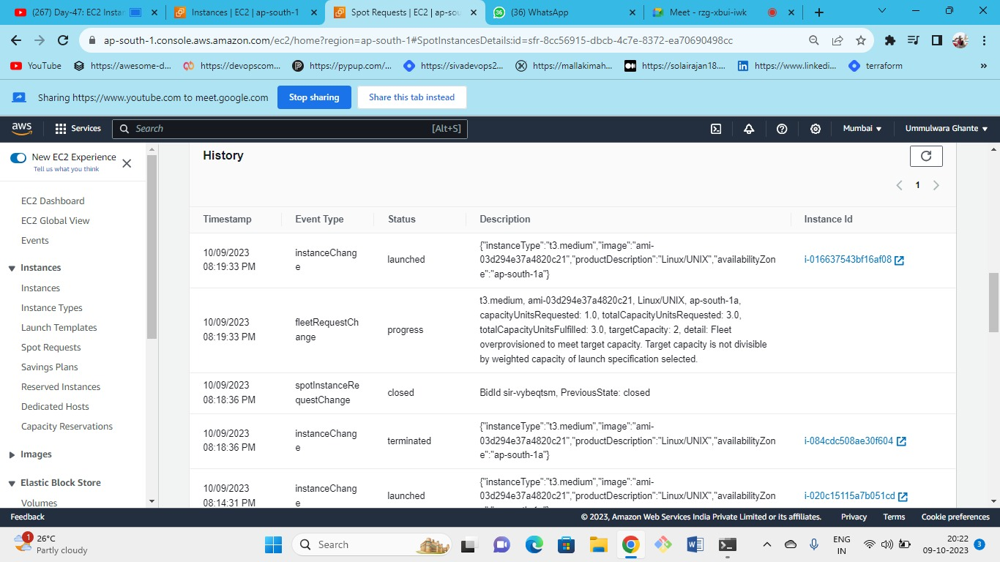 (267) Day-47: EC2 Instan
Instances | EC2 | ap-south-1
Spot Requests | EC2 | ap-sou
36
(36) WhatsApp
Meet - rzg-xbui-iwk
ap-south-1.console.aws.amazon.com/ec2/home?region=ap-south-1#SpotInstancesDetails:id=sfr-8cc56915-dbcb-4c7e-8372-ea70690498cc
YouTube
https://awesome-d...
https://devopscom...
https://pypup.com/...
https://sivadevops2...
https://mallakimah...
https://solairajan18....
https://www.linkedi...
terraform
»
Sharing https://www.youtube.com to meet.google.com
Stop sharing
Share this tab instead
aws
Services
Search
[Alt+S]
Mumbai
Ummulwara Ghante
New EC2 Experience
Tell us what you think
EC2 Dashboard
EC2 Global View
Events
Instances
Instances
Instance Types
Launch Templates
Spot Requests
Savings Plans
Reserved Instances
Dedicated Hosts
Capacity Reservations
Images
Elastic Block Store
Volumes
History
1
Timestamp
Event Type
Status
Description
Instance Id
10/09/2023
08:19:33 PM
instanceChang
e
launched
{"instanceType":"t3.medium","image":"ami-
03d294e37a4820c21","productDescription":"Linux/UNIX","availabilityZon
e":"ap-south-1a"}
i-016637543bf16af08
10/09/2023
08:19:33 PM
fleetRequestCh
ange
progress
t3.medium, ami-03d294e37a4820c21, Linux/UNIX, ap-south-1a,
capacityUnitsRequested: 1.0, totalCapacityUnitsRequested: 3.0,
totalCapacityUnitsFulfilled: 3.0, targetCapacity: 2, detail: Fleet
overprovisioned to meet target capacity. Target capacity is not divisible
by weighted capacity of launch specification selected.
10/09/2023
08:18:36 PM
spotInstanceRe
questChange
closed
BidId sir-vybeqtsm, PreviousState: closed
10/09/2023
08:18:36 PM
instanceChang
e
terminated
{"instanceType":"t3.medium","image":"ami-
03d294e37a4820c21","productDescription":"Linux/UNIX","availabilityZon
e":"ap-south-1a"}
i-084cdc508ae30f604
10/09/2023
08:14:31 PM
instanceChang
e
launched
{"instanceType":"t3.medium","image":"ami-
03d294e37a4820c21","productDescription":"Linux/UNIX","availabilityZon
i-020c15115a7b051cd
Feedback
© 2023, Amazon Web Services India Private Limited or its affiliates.
Privacy
Terms
Cookie preferences
1
26°C
Partly cloudy
Search
ENG
IN
20:22
09-10-2023
3